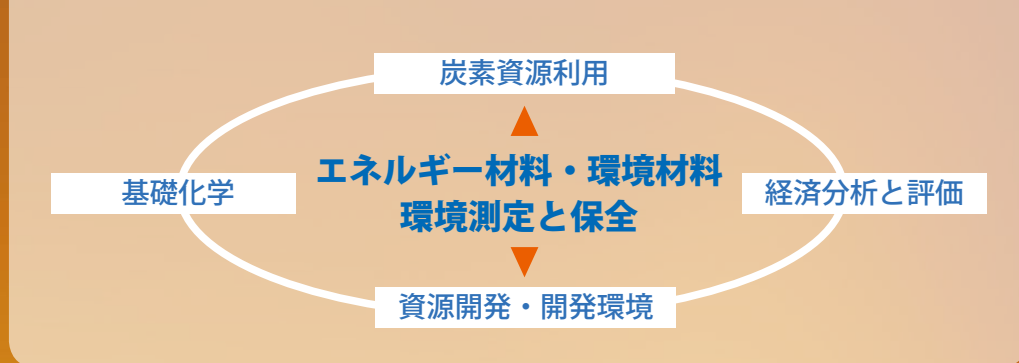 炭素資源利用
エネルギー材料・環境材料
環境測定と保全
基礎化学
経済分析と評価
資源開発・開発環境